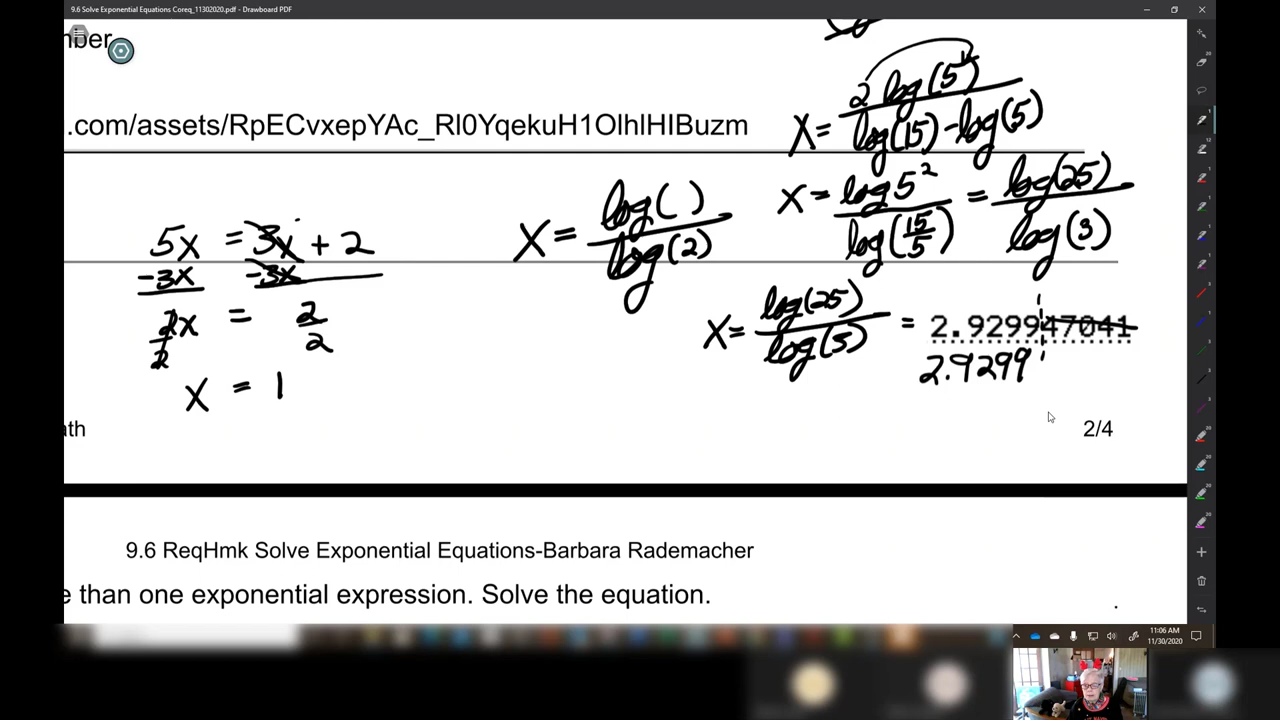 9.6 Solve Exponential Equations Coreq_11302020.pdf - Drawboard PDF
mber
.com/assets/RpECvxepYAc_Rl0YqekuH1OlhlHIBuzm
5x = 3x + 2
-3x -3x
2x/2 = 2/2
x = 1
x = log( )/log(2)
x = 2 log(5)/log(15) - log(5)
x = log 5² / log(15/5) = log(25)/log(3)
x = log(25)/log(3) = 2.929947041
2.9299
ath
2/4
9.6 ReqHmk Solve Exponential Equations-Barbara Rademacher
e than one exponential expression. Solve the equation.
11:06 AM
11/30/2020